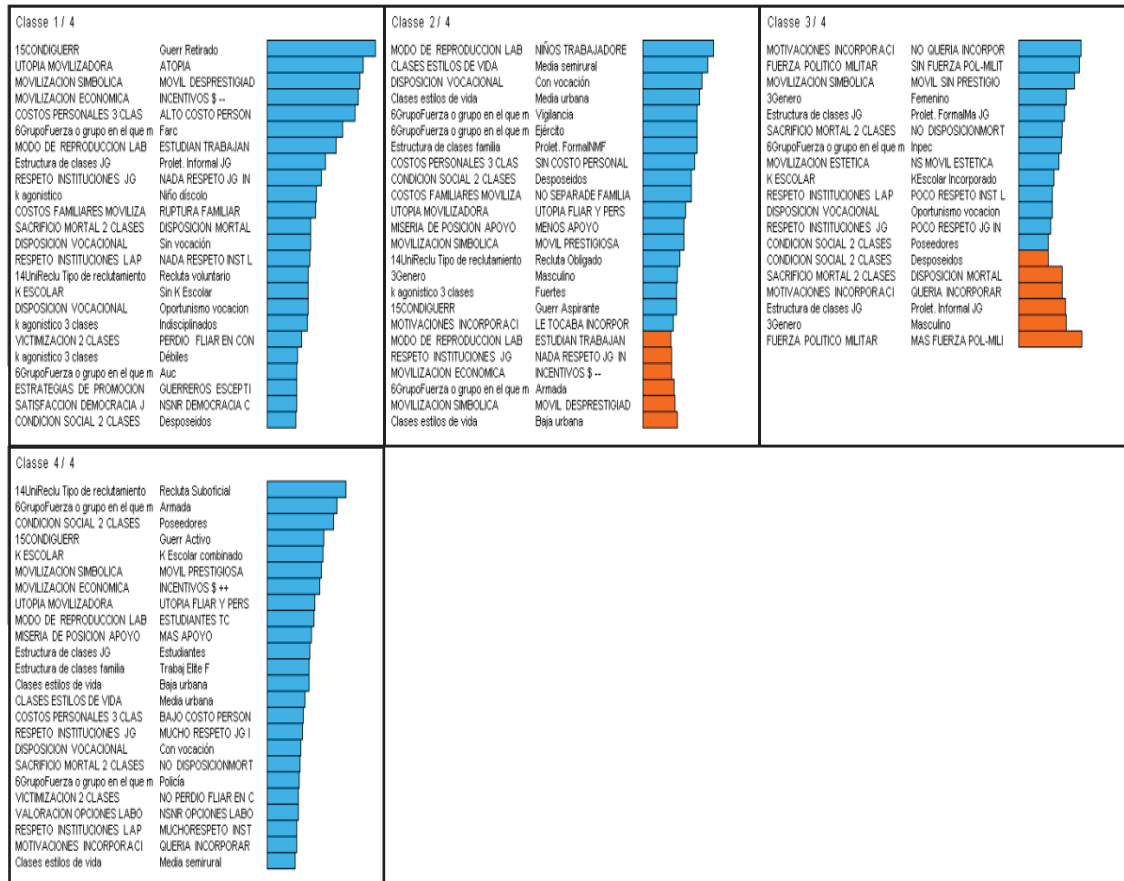 Classe 1 / 4
15CONDIGUERR Guerr Retirado
UTOPIA MOVILIZADORA ATOPIA
MOVILIZACION SIMBOLICA MOVIL DESPRESTIGIAD
MOVILIZACION ECONOMICA INCENTIVOS $ --
COSTOS PERSONALES 3 CLAS ALTO COSTO PERSON
6GrupoFuerza o grupo en el que m Farc
MODO DE REPRODUCCION LAB ESTUDIAN TRABAJAN
Estructura de clases JG Prolet. Informal JG
RESPETO INSTITUCIONES JG NADA RESPETO JG IN
k agonistico Niño díscolo
COSTOS FAMILIARES MOVILIZA RUPTURA FAMILIAR
SACRIFICIO MORTAL 2 CLASES DISPOSICION MORTAL
DISPOSICION VOCACIONAL Sin vocación
RESPETO INSTITUCIONES LAP NADA RESPETO INST L
14UniReclu Tipo de reclutamiento Recluta voluntario
K ESCOLAR Sin K Escolar
DISPOSICION VOCACIONAL Oportunismo vocacion
k agonistico 3 clases Indisciplinados
VICTIMIZACION 2 CLASES PERDIO FLIAR EN CON
k agonistico 3 clases Débiles
6GrupoFuerza o grupo en el que m Auc
ESTRATEGIAS DE PROMOCION GUERREROS ESCEPTI
SATISFACCION DEMOCRACIA J NSNR DEMOCRACIA C
CONDICION SOCIAL 2 CLASES Desposeidos
Classe 2 / 4
MODO DE REPRODUCCION LAB NIÑOS TRABAJADORE
CLASES ESTILOS DE VIDA Media semirural
DISPOSICION VOCACIONAL Con vocación
Clases estilos de vida Media urbana
6GrupoFuerza o grupo en el que m Vigilancia
6GrupoFuerza o grupo en el que m Ejército
Estructura de clases familia Prolet. FormalNMF
COSTOS PERSONALES 3 CLAS SIN COSTO PERSONAL
CONDICION SOCIAL 2 CLASES Desposeidos
COSTOS FAMILIARES MOVILIZA NO SEPARADE FAMILIA
UTOPIA MOVILIZADORA UTOPIA FLIAR Y PERS
MISERIA DE POSICION APOYO MENOS APOYO
MOVILIZACION SIMBOLICA MOVIL PRESTIGIOSA
14UniReclu Tipo de reclutamiento Recluta Obligado
3Genero Masculino
k agonistico 3 clases Fuertes
15CONDIGUERR Guerr Aspirante
MOTIVACIONES INCORPORACI LE TOCABA INCORPOR
MODO DE REPRODUCCION LAB ESTUDIAN TRABAJAN
RESPETO INSTITUCIONES JG NADA RESPETO JG IN
MOVILIZACION ECONOMICA INCENTIVOS $ --
6GrupoFuerza o grupo en el que m Armada
MOVILIZACION SIMBOLICA MOVIL DESPRESTIGIAD
Clases estilos de vida Baja urbana
Classe 3 / 4
MOTIVACIONES INCORPORACI NO QUERIA INCORPOR
FUERZA POLITICO MILITAR SIN FUERZA POL-MILIT
MOVILIZACION SIMBOLICA MOVIL SIN PRESTIGIO
3Genero Femenino
Estructura de clases JG Prolet. FormalMa JG
SACRIFICIO MORTAL 2 CLASES NO DISPOSICIONMORT
6GrupoFuerza o grupo en el que m Inpec
MOVILIZACION ESTETICA NS MOVIL ESTETICA
K ESCOLAR KEscolar Incorporado
RESPETO INSTITUCIONES LAP POCO RESPETO INST L
DISPOSICION VOCACIONAL Oportunismo vocacion
RESPETO INSTITUCIONES JG POCO RESPETO JG IN
CONDICION SOCIAL 2 CLASES Poseedores
CONDICION SOCIAL 2 CLASES Desposeidos
SACRIFICIO MORTAL 2 CLASES DISPOSICION MORTAL
MOTIVACIONES INCORPORACI QUERIA INCORPORAR
Estructura de clases JG Prolet. Informal JG
3Genero Masculino
FUERZA POLITICO MILITAR MAS FUERZA POL-MILI
Classe 4 / 4
14UniReclu Tipo de reclutamiento Recluta Suboficial
6GrupoFuerza o grupo en el que m Armada
CONDICION SOCIAL 2 CLASES Poseedores
15CONDIGUERR Guerr Activo
K ESCOLAR K Escolar combinado
MOVILIZACION SIMBOLICA MOVIL PRESTIGIOSA
MOVILIZACION ECONOMICA INCENTIVOS $ ++
UTOPIA MOVILIZADORA UTOPIA FLIAR Y PERS
MODO DE REPRODUCCION LAB ESTUDIANTES TC
MISERIA DE POSICION APOYO MAS APOYO
Estructura de clases JG Estudiantes
Estructura de clases familia Trabaj Elite F
Clases estilos de vida Baja urbana
CLASES ESTILOS DE VIDA Media urbana
COSTOS PERSONALES 3 CLAS BAJO COSTO PERSON
RESPETO INSTITUCIONES JG MUCHO RESPETO JG I
DISPOSICION VOCACIONAL Con vocación
SACRIFICIO MORTAL 2 CLASES NO DISPOSICIONMORT
6GrupoFuerza o grupo en el que m Policía
VICTIMIZACION 2 CLASES NO PERDIO FLIAR EN C
VALORACION OPCIONES LABO NSNR OPCIONES LABO
RESPETO INSTITUCIONES LAP MUCHORESPETO INST
MOTIVACIONES INCORPORACI QUERIA INCORPORAR
Clases estilos de vida Media semirural